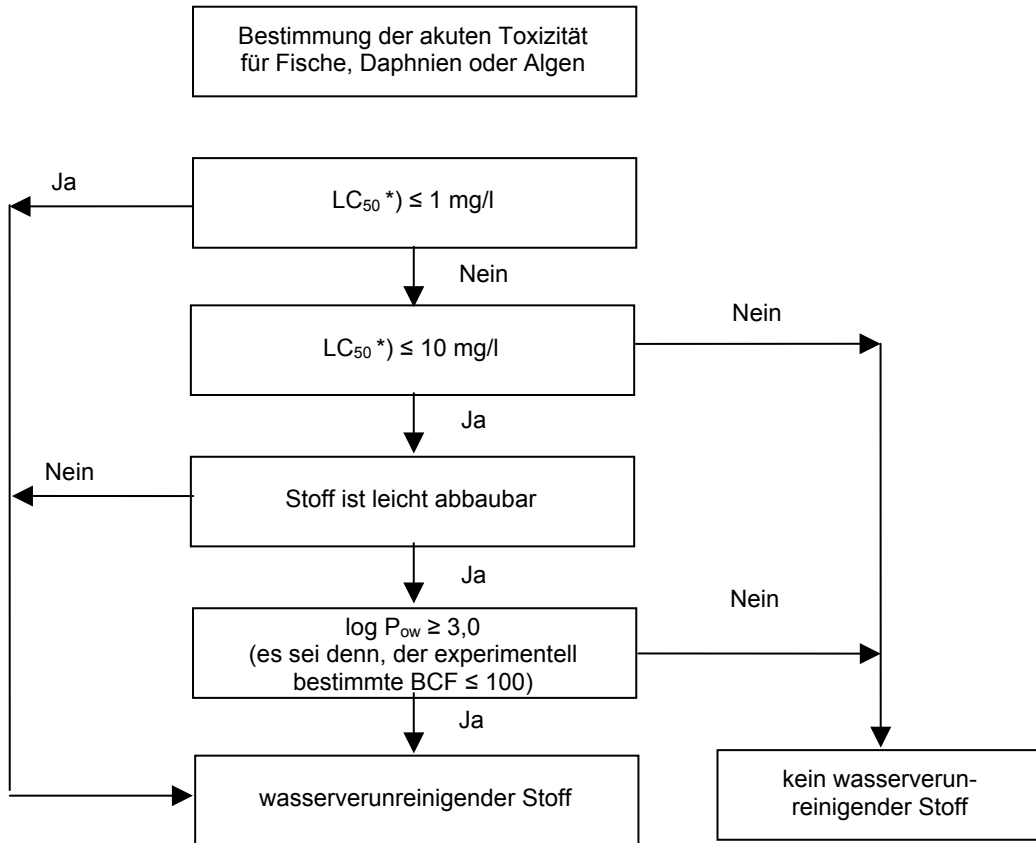 Bestimmung der akuten Toxizität
für Fische, Daphnien oder Algen
Ja
LC50 *) ≤ 1 mg/l
Nein
Nein
LC50 *) ≤ 10 mg/l
Ja
Nein
Stoff ist leicht abbaubar
Ja
Nein
log Pow ≥ 3,0
(es sei denn, der experimentell
bestimmte BCF ≤ 100)
Ja
wasserverunreinigender Stoff
kein wasserverun-
reinigender Stoff